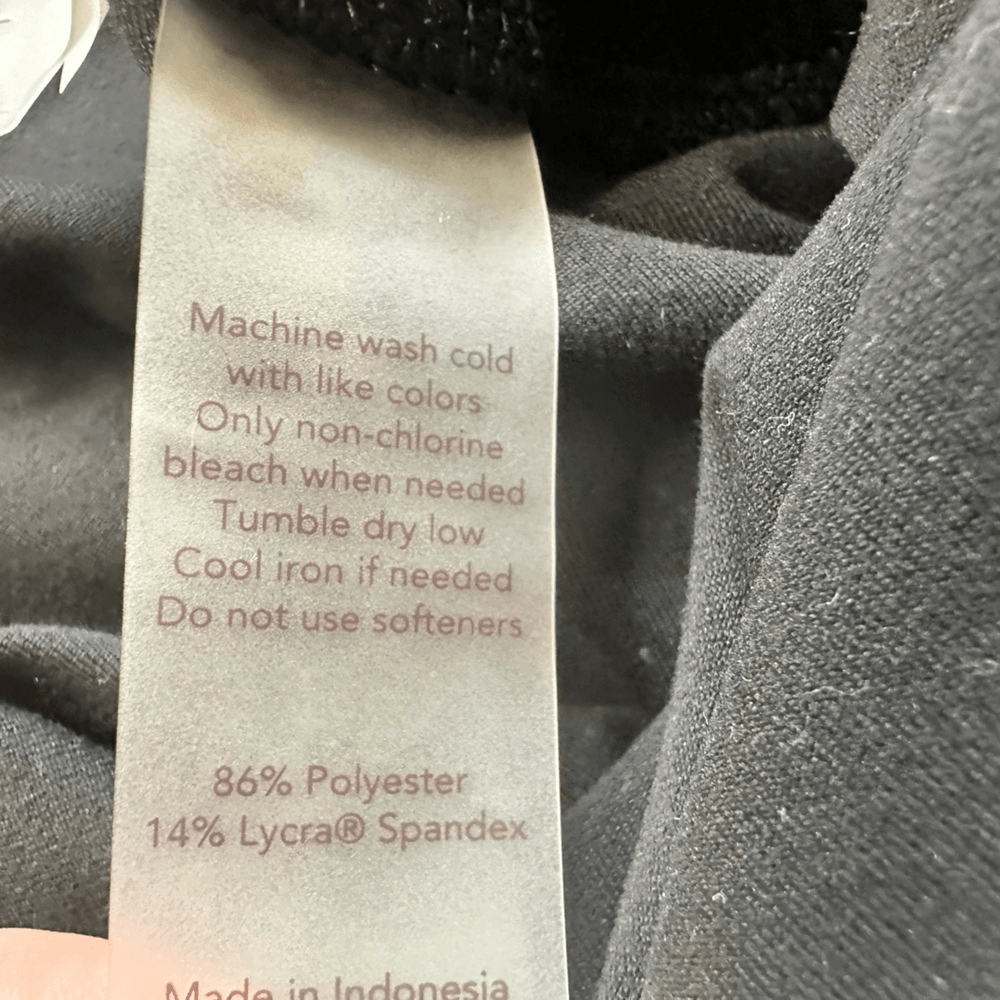 Machine wash cold
with like colors
Only non-chlorine
bleach when needed
Tumble dry low
Cool iron if needed
Do not use softeners
86% Polyester
14% Lycra® Spandex
Made in Indonesia